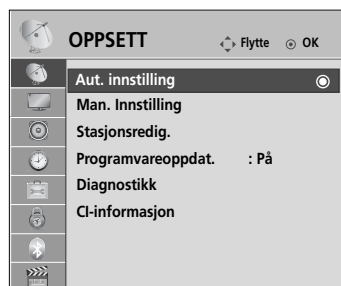 OPPSETT Flytte OK
Aut. innstilling
Man. Innstilling
Stasjonsredig.
Programvareoppdat. : På
Diagnostikk
CI-informasjon